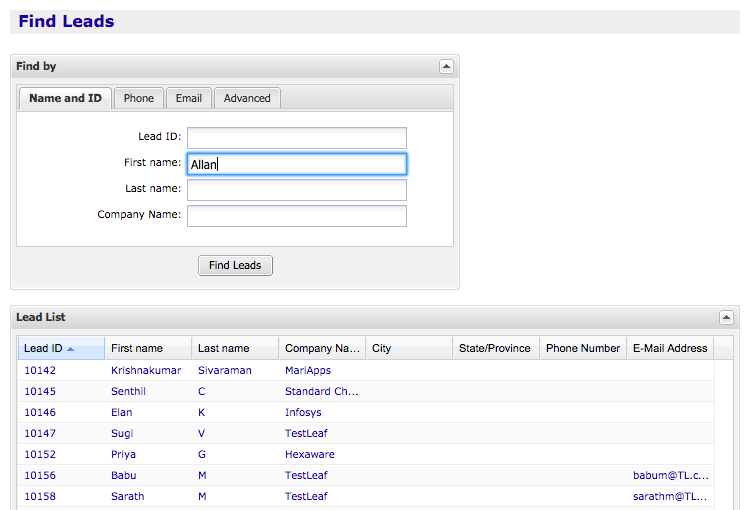 Find Leads
Find by
Name and ID Phone Email Advanced
Lead ID:
First name: Allan
Last name:
Company Name:
Find Leads
Lead List
Lead ID First name Last name Company Na... City State/Province Phone Number E-Mail Address
10142 Krishnakumar Sivaraman MariApps
10145 Senthil C Standard Ch...
10146 Elan K Infosys
10147 Sugi V TestLeaf
10152 Priya G Hexaware
10156 Babu M TestLeaf babum@TL.c...
10158 Sarath M TestLeaf sarathm@TL...